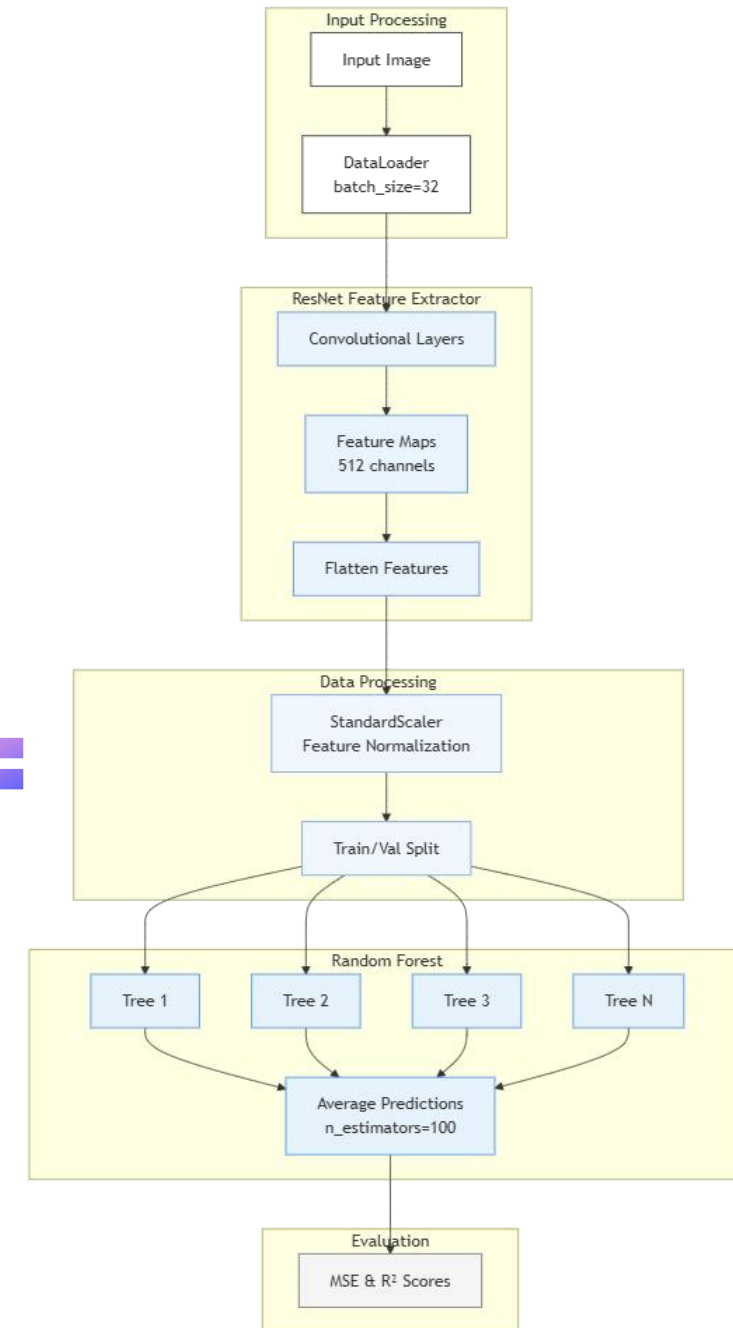 Input Processing
Input Image
DataLoader
batch_size=32
ResNet Feature Extractor
Convolutional Layers
Feature Maps
512 channels
Flatten Features
Data Processing
StandardScaler
Feature Normalization
Train/Val Split
Random Forest
Tree 1
Tree 2
Tree 3
Tree N
Average Predictions
n_estimators=100
Evaluation
MSE & R² Scores